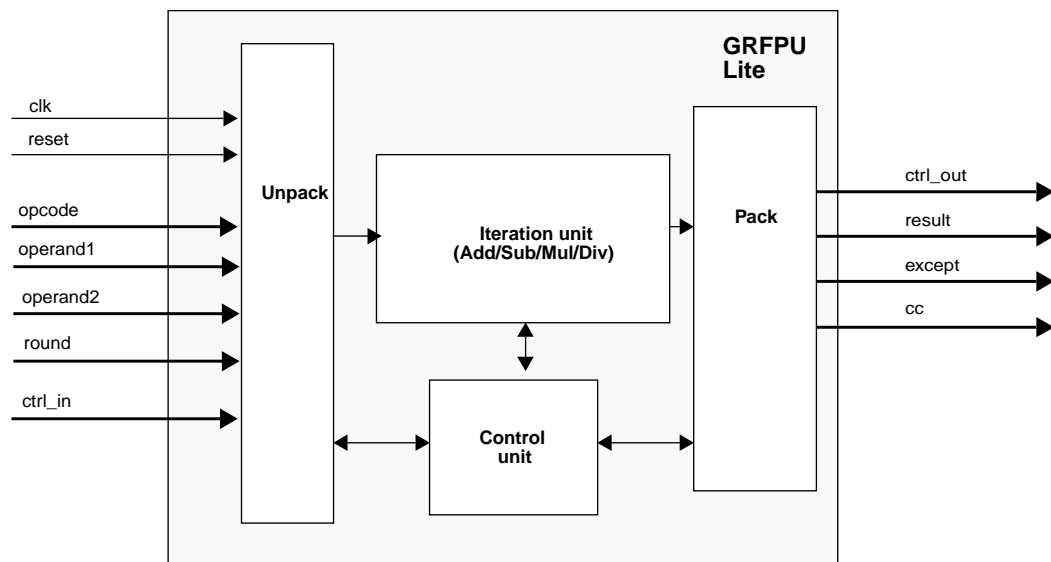 GRFPU
Lite
clk
reset
opcode
operand1
operand2
round
ctrl_in
Unpack
Iteration unit
(Add/Sub/Mul/Div)
Control
unit
Pack
ctrl_out
result
except
cc